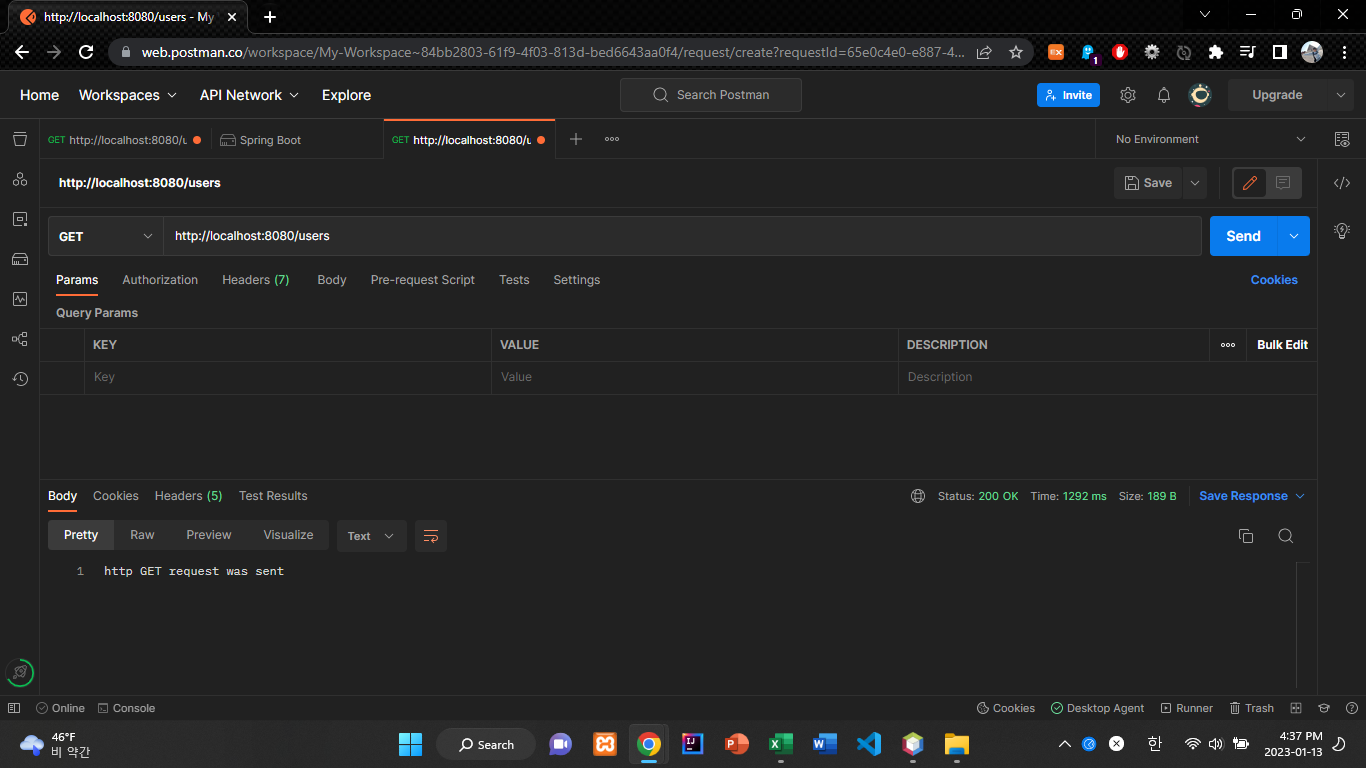 http://localhost:8080/users - My
web.postman.co/workspace/My-Workspace~84bb2803-61f9-4f03-813d-bed6643aa0f4/request/create?requestId=65e0c4e0-e887-4...
1
Home Workspaces API Network Explore Search Postman Invite Upgrade
GET http://localhost:8080/u Spring Boot GET http://localhost:8080/u No Environment
http://localhost:8080/users Save
GET http://localhost:8080/users Send
Params Authorization Headers (7) Body Pre-request Script Tests Settings Cookies
Query Params
KEY VALUE DESCRIPTION Bulk Edit
Key Value Description
Body Cookies Headers (5) Test Results Status: 200 OK Time: 1292 ms Size: 189 B Save Response
Pretty Raw Preview Visualize Text
1 http GET request was sent
Online Console Cookies Desktop Agent Runner Trash
46°F
비 약간
Search
한
4:37 PM
2023-01-13